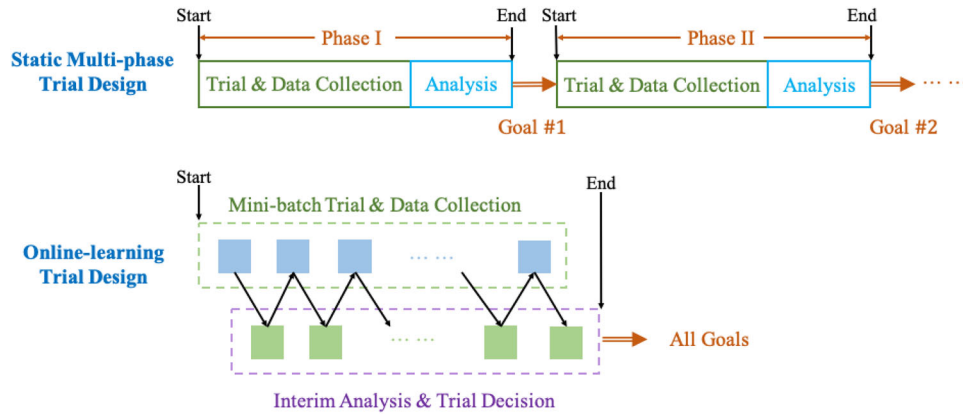 Start
End
Start
End
Phase I
Phase II
Static Multi-phase
Trial Design
Trial & Data Collection
Analysis
Trial & Data Collection
Analysis
... ...
Goal #1
Goal #2
Start
End
Mini-batch Trial & Data Collection
Online-learning
Trial Design
... ...
... ...
All Goals
Interim Analysis & Trial Decision